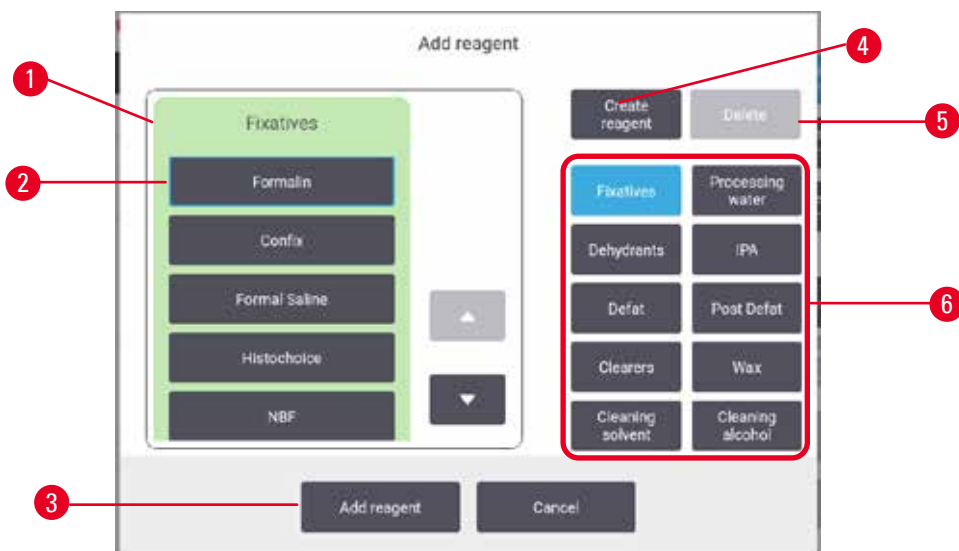 Add reagent
4
1
Create
reagent
Delete
5
Fixatives
2
Formalin
Fixatives
Processing
water
Confix
Dehydrants
IPA
Formal Saline
Defat
Post Defat
6
Histochoice
Clearers
Wax
NBF
Cleaning
solvent
Cleaning
alcohol
3
Add reagent
Cancel